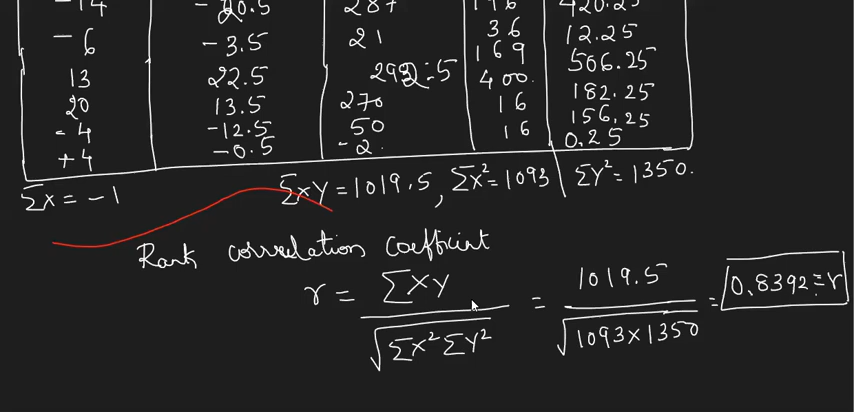 -14 -20.5 287 196 420.25
-6 -3.5 21 36 12.25
13 22.5 292.5 169 506.25
20 13.5 270 400 182.25
-4 -12.5 50 16 156.25
+4 -0.5 -2 16 0.25
Σx = -1 ΣXY = 1019.5, ΣX² = 1093 ΣY² = 1350.
Rank correlation coefficint
r = ΣXY / √ΣX² ΣY² = 1019.5 / √1093 x 1350 = 0.8392 = r